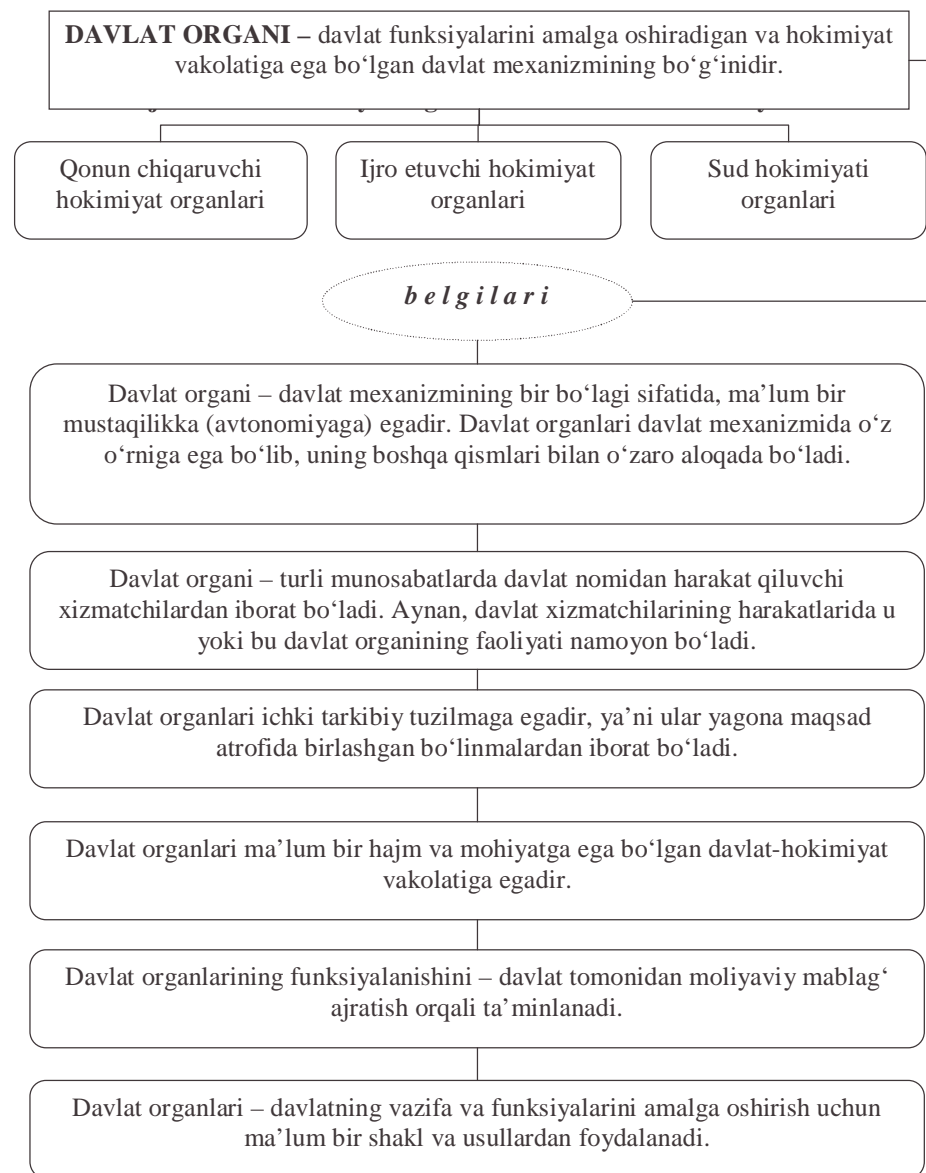 DAVLAT ORGANI – davlat funksiyalarini amalga oshiradigan va hokimiyat
vakolatiga ega bo‘lgan davlat mexanizmining bo‘g‘inidir.
Qonun chiqaruvchi
hokimiyat organlari
Ijro etuvchi hokimiyat
organlari
Sud hokimiyati
organlari
belgilari
Davlat organi – davlat mexanizmining bir bo‘lagi sifatida, ma’lum bir
mustaqilikka (avtonomiyaga) egadir. Davlat organlari davlat mexanizmida o‘z
o‘rniga ega bo‘lib, uning boshqa qismlari bilan o‘zaro aloqada bo‘ladi.
Davlat organi – turli munosabatlarda davlat nomidan harakat qiluvchi
xizmatchilardan iborat bo‘ladi. Aynan, davlat xizmatchilarining harakatlarida u
yoki bu davlat organining faoliyati namoyon bo‘ladi.
Davlat organlari ichki tarkibiy tuzilmaga egadir, ya’ni ular yagona maqsad
atrofida birlashgan bo‘linmalardan iborat bo‘ladi.
Davlat organlari ma’lum bir hajm va mohiyatga ega bo‘lgan davlat-hokimiyat
vakolatiga egadir.
Davlat organlarining funksiyalanishini – davlat tomonidan moliyaviy mablag‘
ajratish orqali ta’minlanadi.
Davlat organlari – davlatning vazifa va funksiyalarini amalga oshirish uchun
ma’lum bir shakl va usullardan foydalanadi.